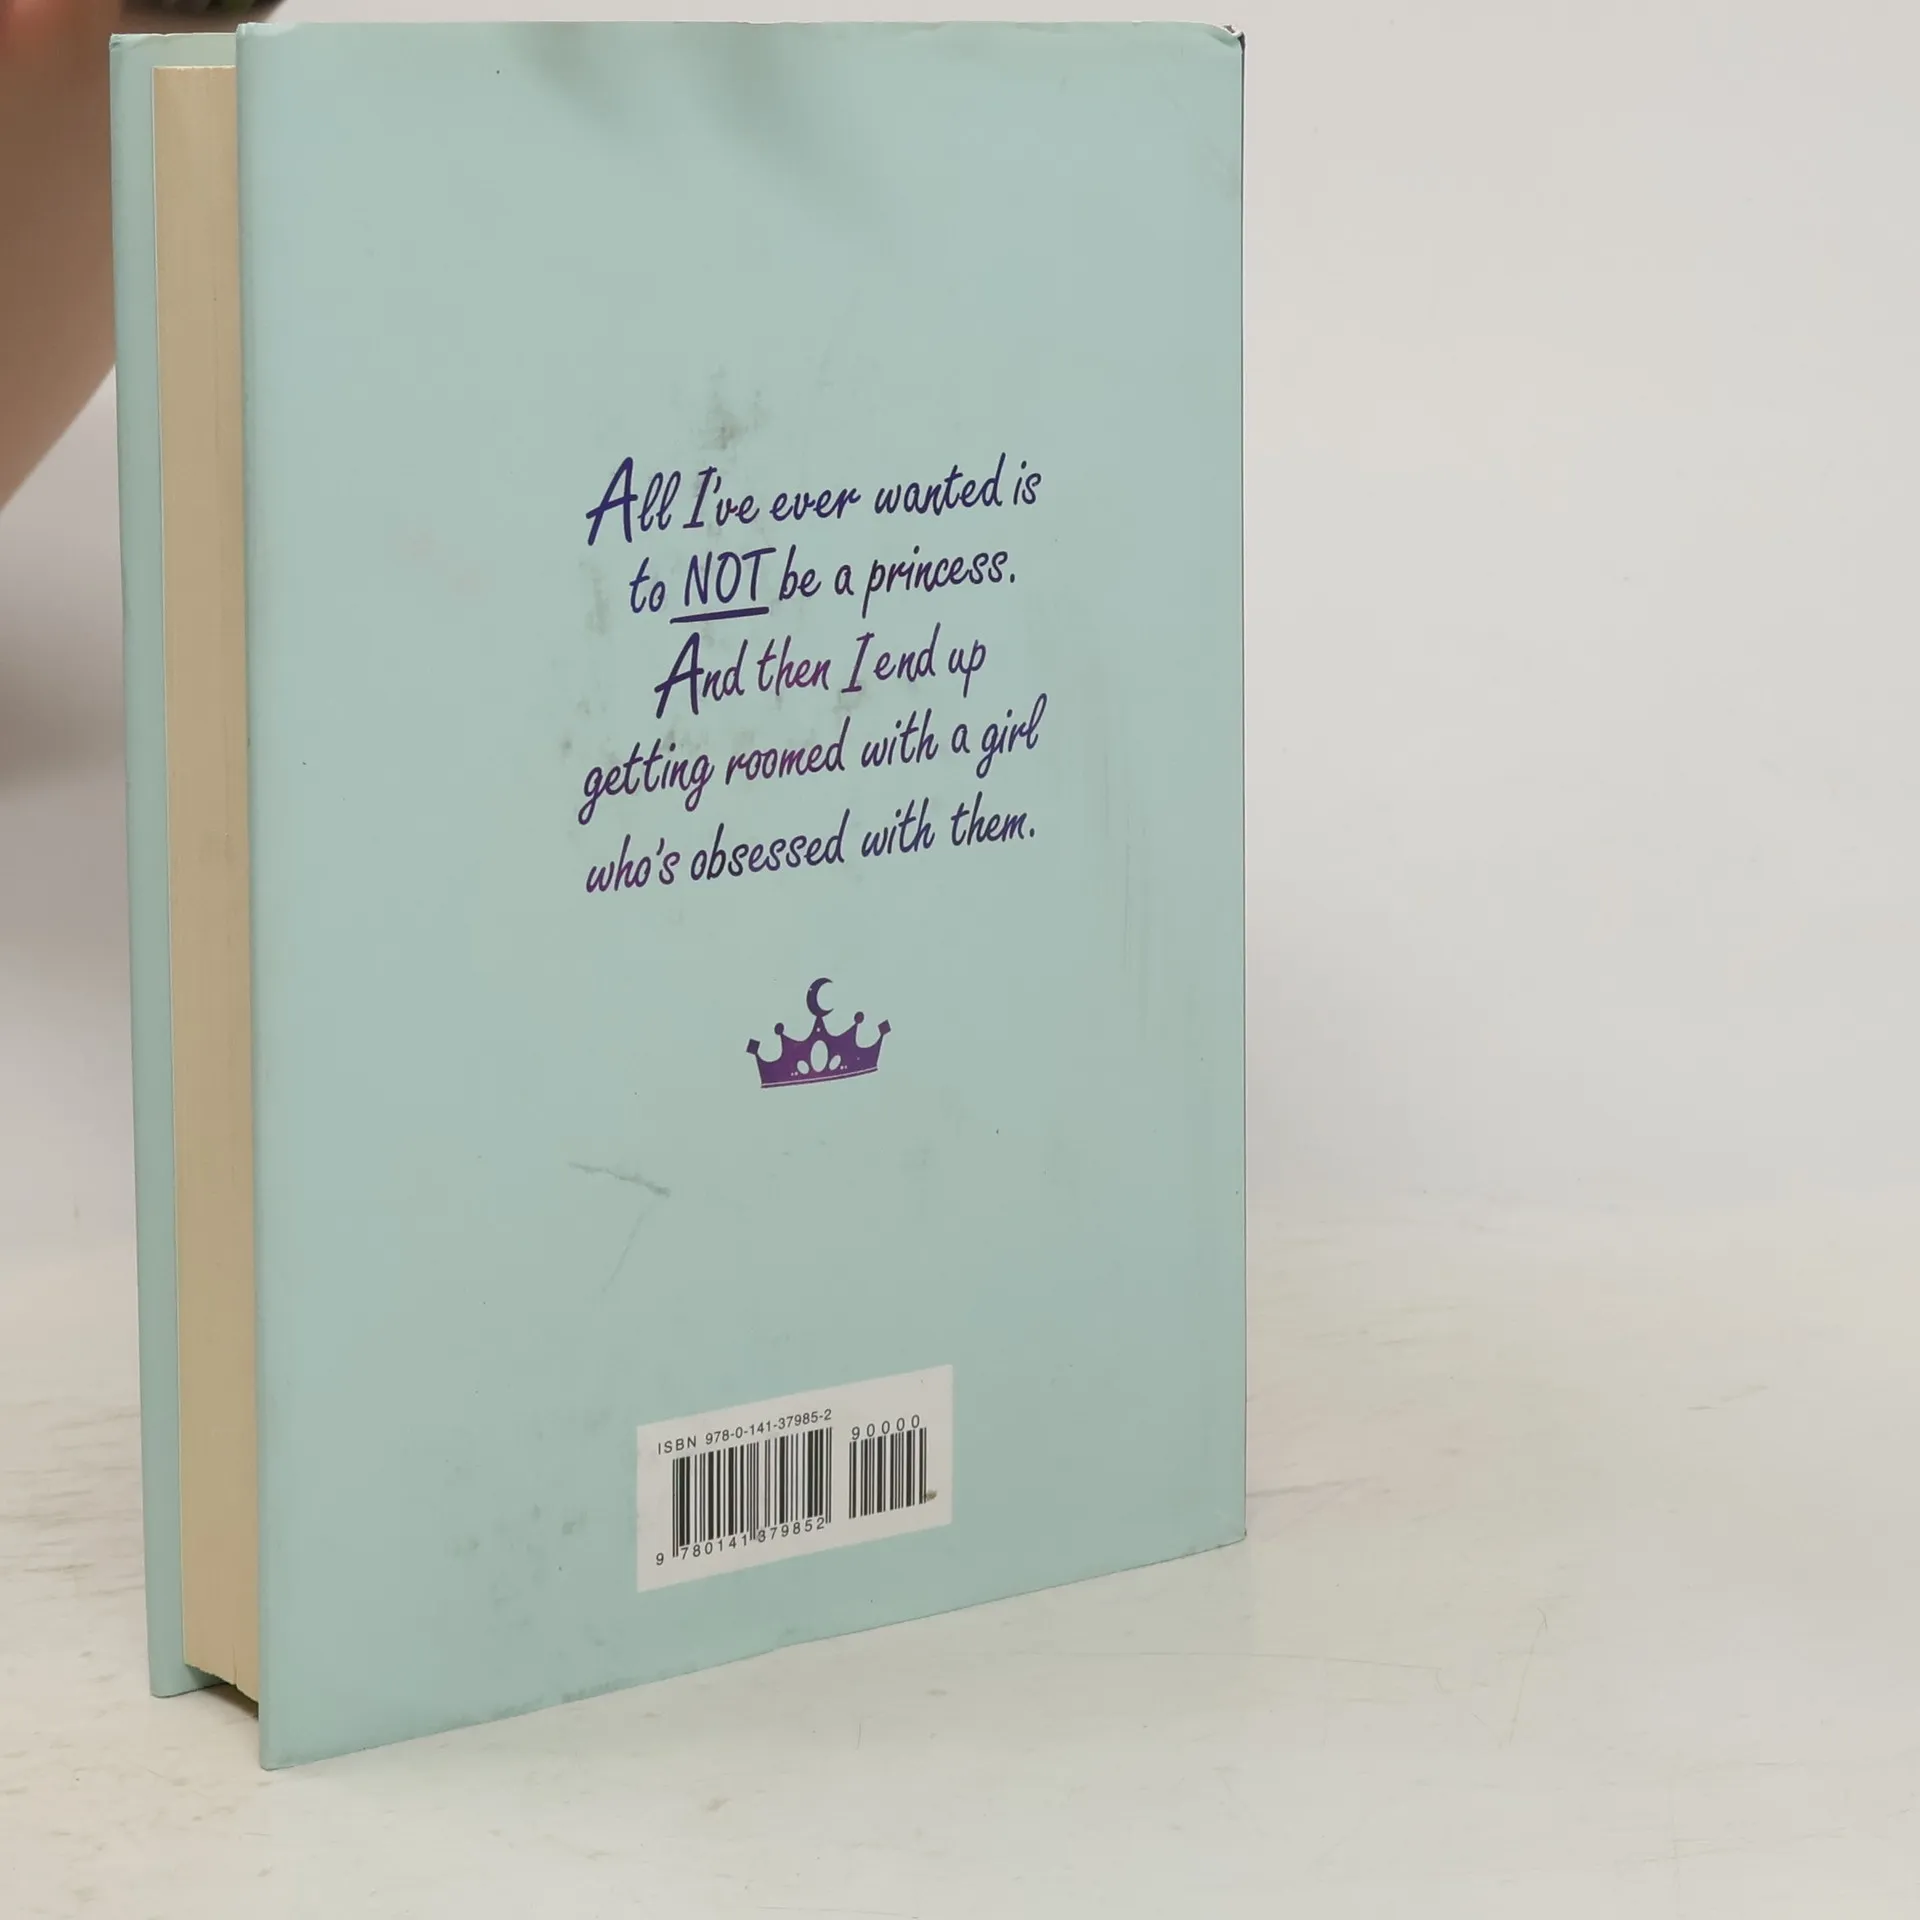 All I've ever wanted is
to NOT be a princess.
And then I end up
getting roomed with a girl
who's obsessed with them.
ISBN 978-0-141-37985-2
90000
9 780141 379852